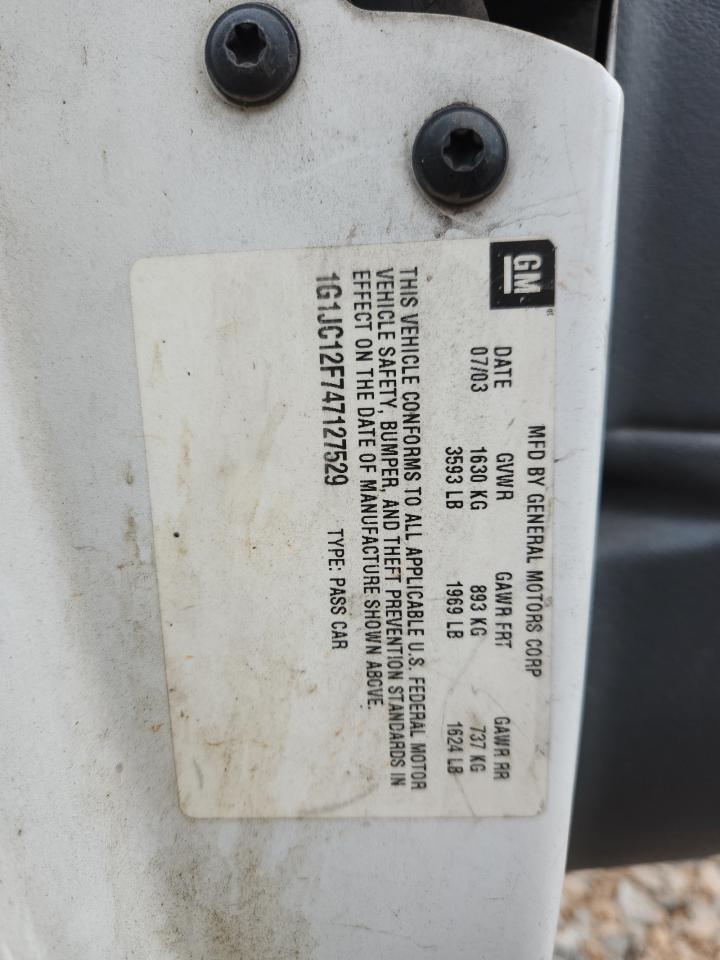 GM
MFD BY GENERAL MOTORS CORP
DATE GVWR GAWR FRT GAWR RR
07/03 1630 KG 893 KG 737 KG
3593 LB 1969 LB 1624 LB
THIS VEHICLE CONFORMS TO ALL APPLICABLE U.S. FEDERAL MOTOR
VEHICLE SAFETY, BUMPER, AND THEFT PREVENTION STANDARDS IN
EFFECT ON THE DATE OF MANUFACTURE SHOWN ABOVE.
1G1JC12F747127529 TYPE: PASS CAR